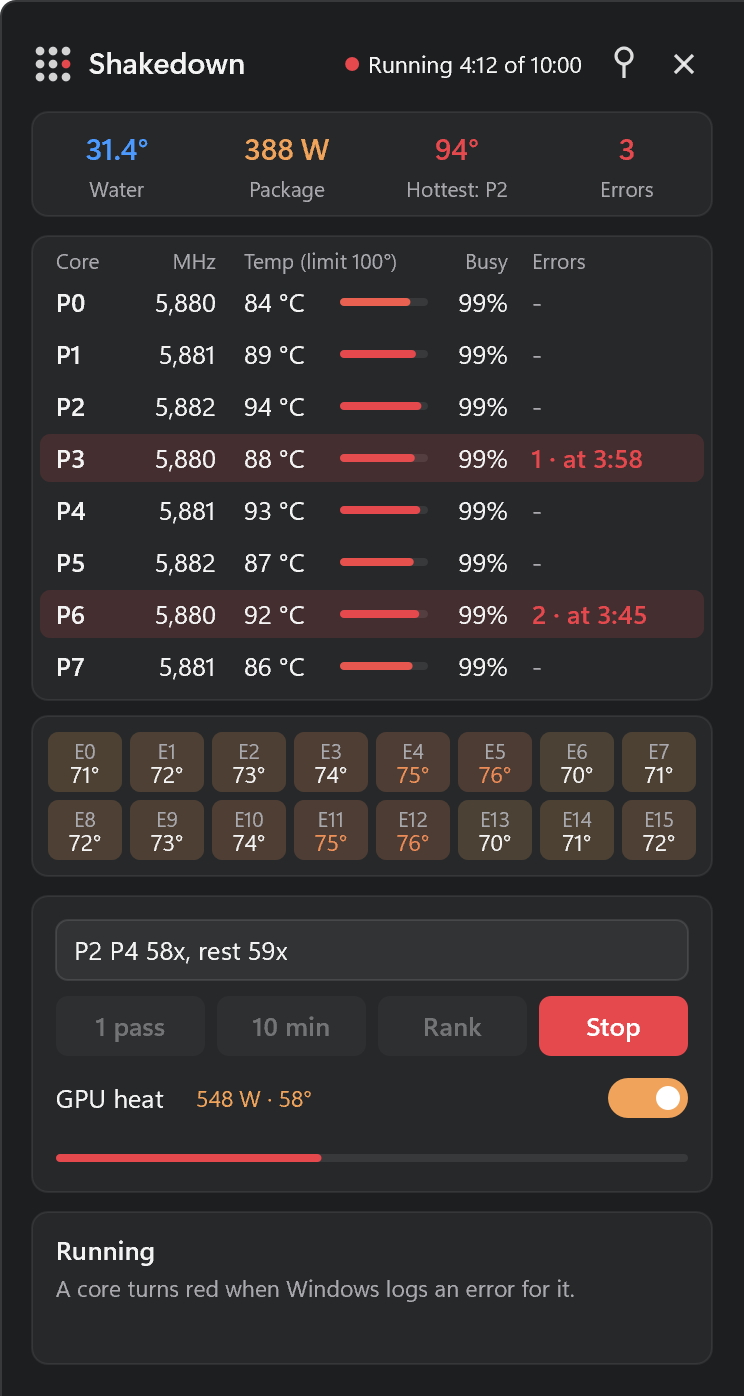 Shakedown Running 4:12 of 10:00
31.4° 388 W 94° 3
Water Package Hottest: P2 Errors
Core MHz Temp (limit 100°) Busy Errors
P0 5,880 84 °C 99% -
P1 5,881 89 °C 99% -
P2 5,882 94 °C 99% -
P3 5,880 88 °C 99% 1 · at 3:58
P4 5,881 93 °C 99% -
P5 5,882 87 °C 99% -
P6 5,880 92 °C 99% 2 · at 3:45
P7 5,881 86 °C 99% -
E0 E1 E2 E3 E4 E5 E6 E7
71° 72° 73° 74° 75° 76° 70° 71°
E8 E9 E10 E11 E12 E13 E14 E15
72° 73° 74° 75° 76° 70° 71° 72°
P2 P4 58x, rest 59x
1 pass 10 min Rank Stop
GPU heat 548 W · 58°
Running
A core turns red when Windows logs an error for it.